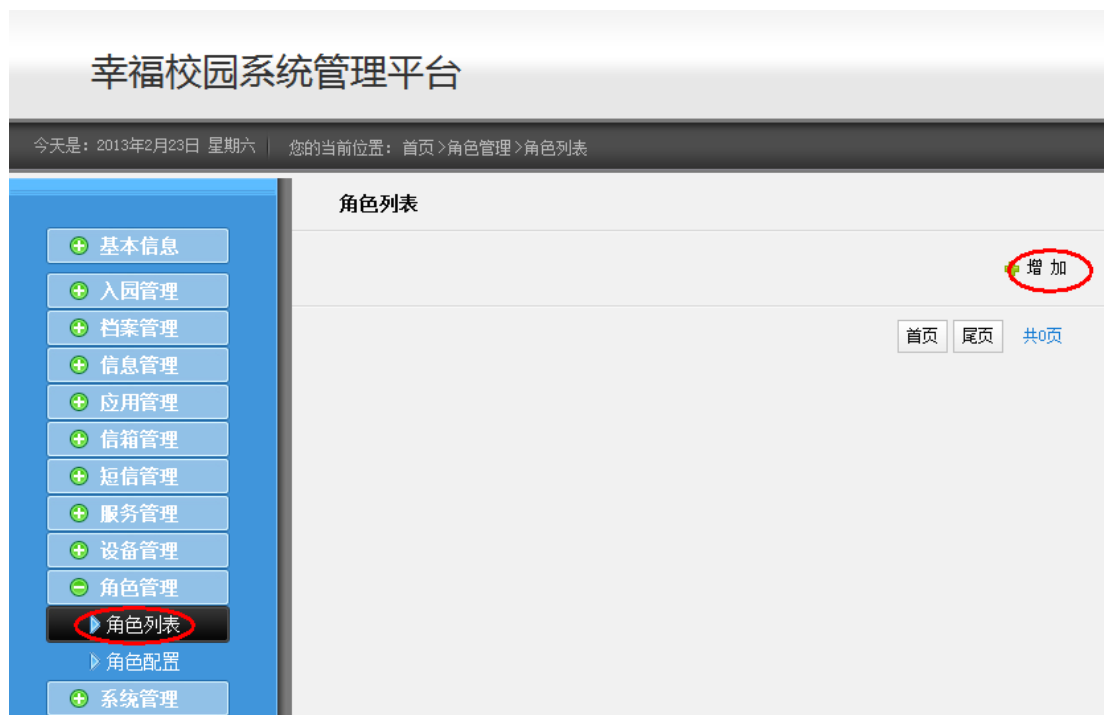 幸福校园系统管理平台
今天是：2013年2月23日 星期六 | 您的当前位置：首页>角色管理>角色列表
角色列表
基本信息
增 加
入园管理
档案管理
首页 尾页 共0页
信息管理
应用管理
信箱管理
短信管理
服务管理
设备管理
角色管理
角色列表
角色配置
系统管理